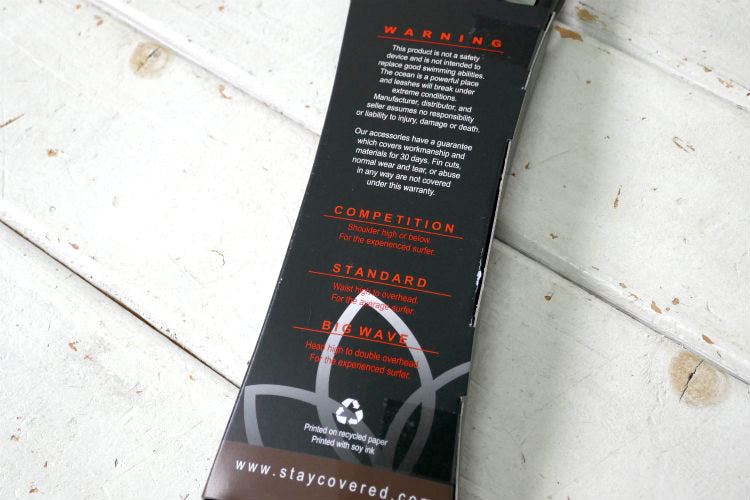 WARNING
This product is not a safety
device and is not intended to
replace good swimming abilities.
The ocean is a powerful place
and leashes will break under
extreme conditions.
Manufacturer, distributor, and
seller assumes no responsibility
or liability to injury, damage or death.
Our accessories have a guarantee
which covers workmanship and
materials for 30 days. Fin cuts,
normal wear and tear, or abuse
in any way are not covered
under this warranty.
COMPETITION
Shoulder high or below.
For the experienced surfer.
STANDARD
Waist high to overhead.
For the average surfer.
BIG WAVE
Head high to double overhead.
For the experienced surfer.
Printed on recycled paper
Printed with soy ink
www.staycovered.com